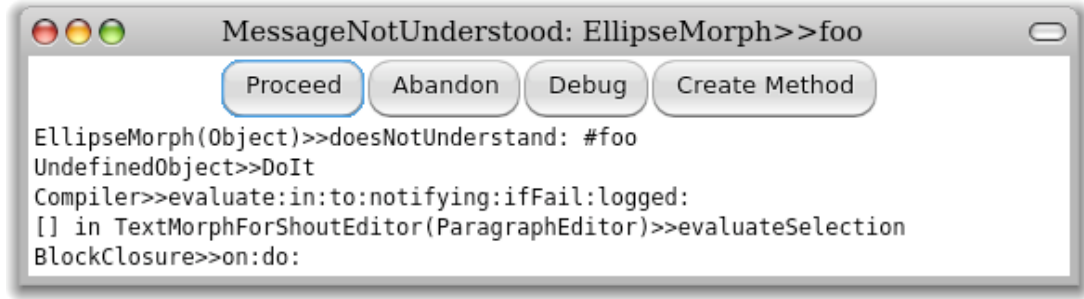 MessageNotUnderstood: EllipseMorph>>foo
Proceed Abandon Debug Create Method
EllipseMorph(Object)>>doesNotUnderstand: #foo
UndefinedObject>>DoIt
Compiler>>evaluate:in:to:notifying:ifFail:logged:
[] in TextMorphForShoutEditor(ParagraphEditor)>>evaluateSelection
BlockClosure>>on:do: